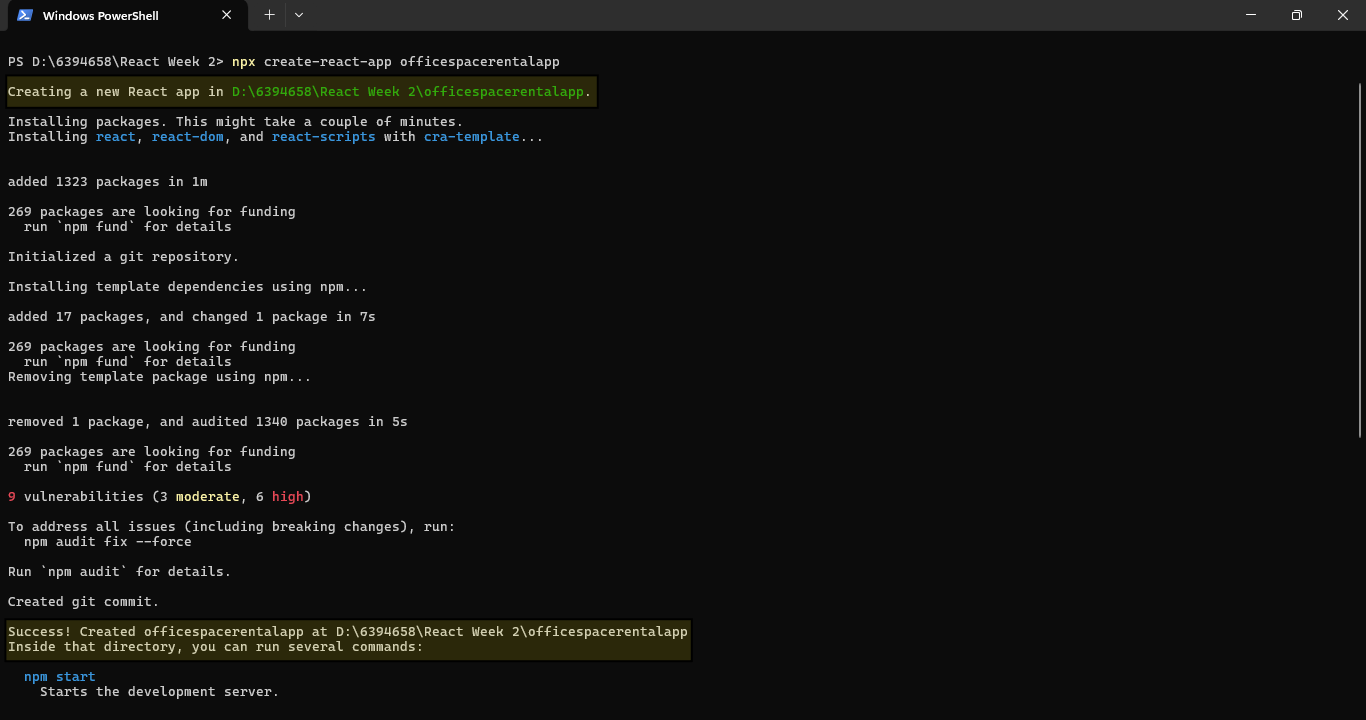 Windows PowerShell
PS D:\6394658\React Week 2> npx create-react-app officespacerentalapp
Creating a new React app in D:\6394658\React Week 2\officespacerentalapp.
Installing packages. This might take a couple of minutes.
Installing react, react-dom, and react-scripts with cra-template...
added 1323 packages in 1m
269 packages are looking for funding
  run `npm fund` for details
Initialized a git repository.
Installing template dependencies using npm...
added 17 packages, and changed 1 package in 7s
269 packages are looking for funding
  run `npm fund` for details
Removing template package using npm...
removed 1 package, and audited 1340 packages in 5s
269 packages are looking for funding
  run `npm fund` for details
9 vulnerabilities (3 moderate, 6 high)
To address all issues (including breaking changes), run:
  npm audit fix --force
Run `npm audit` for details.
Created git commit.
Success! Created officespacerentalapp at D:\6394658\React Week 2\officespacerentalapp
Inside that directory, you can run several commands:
  npm start
    Starts the development server.